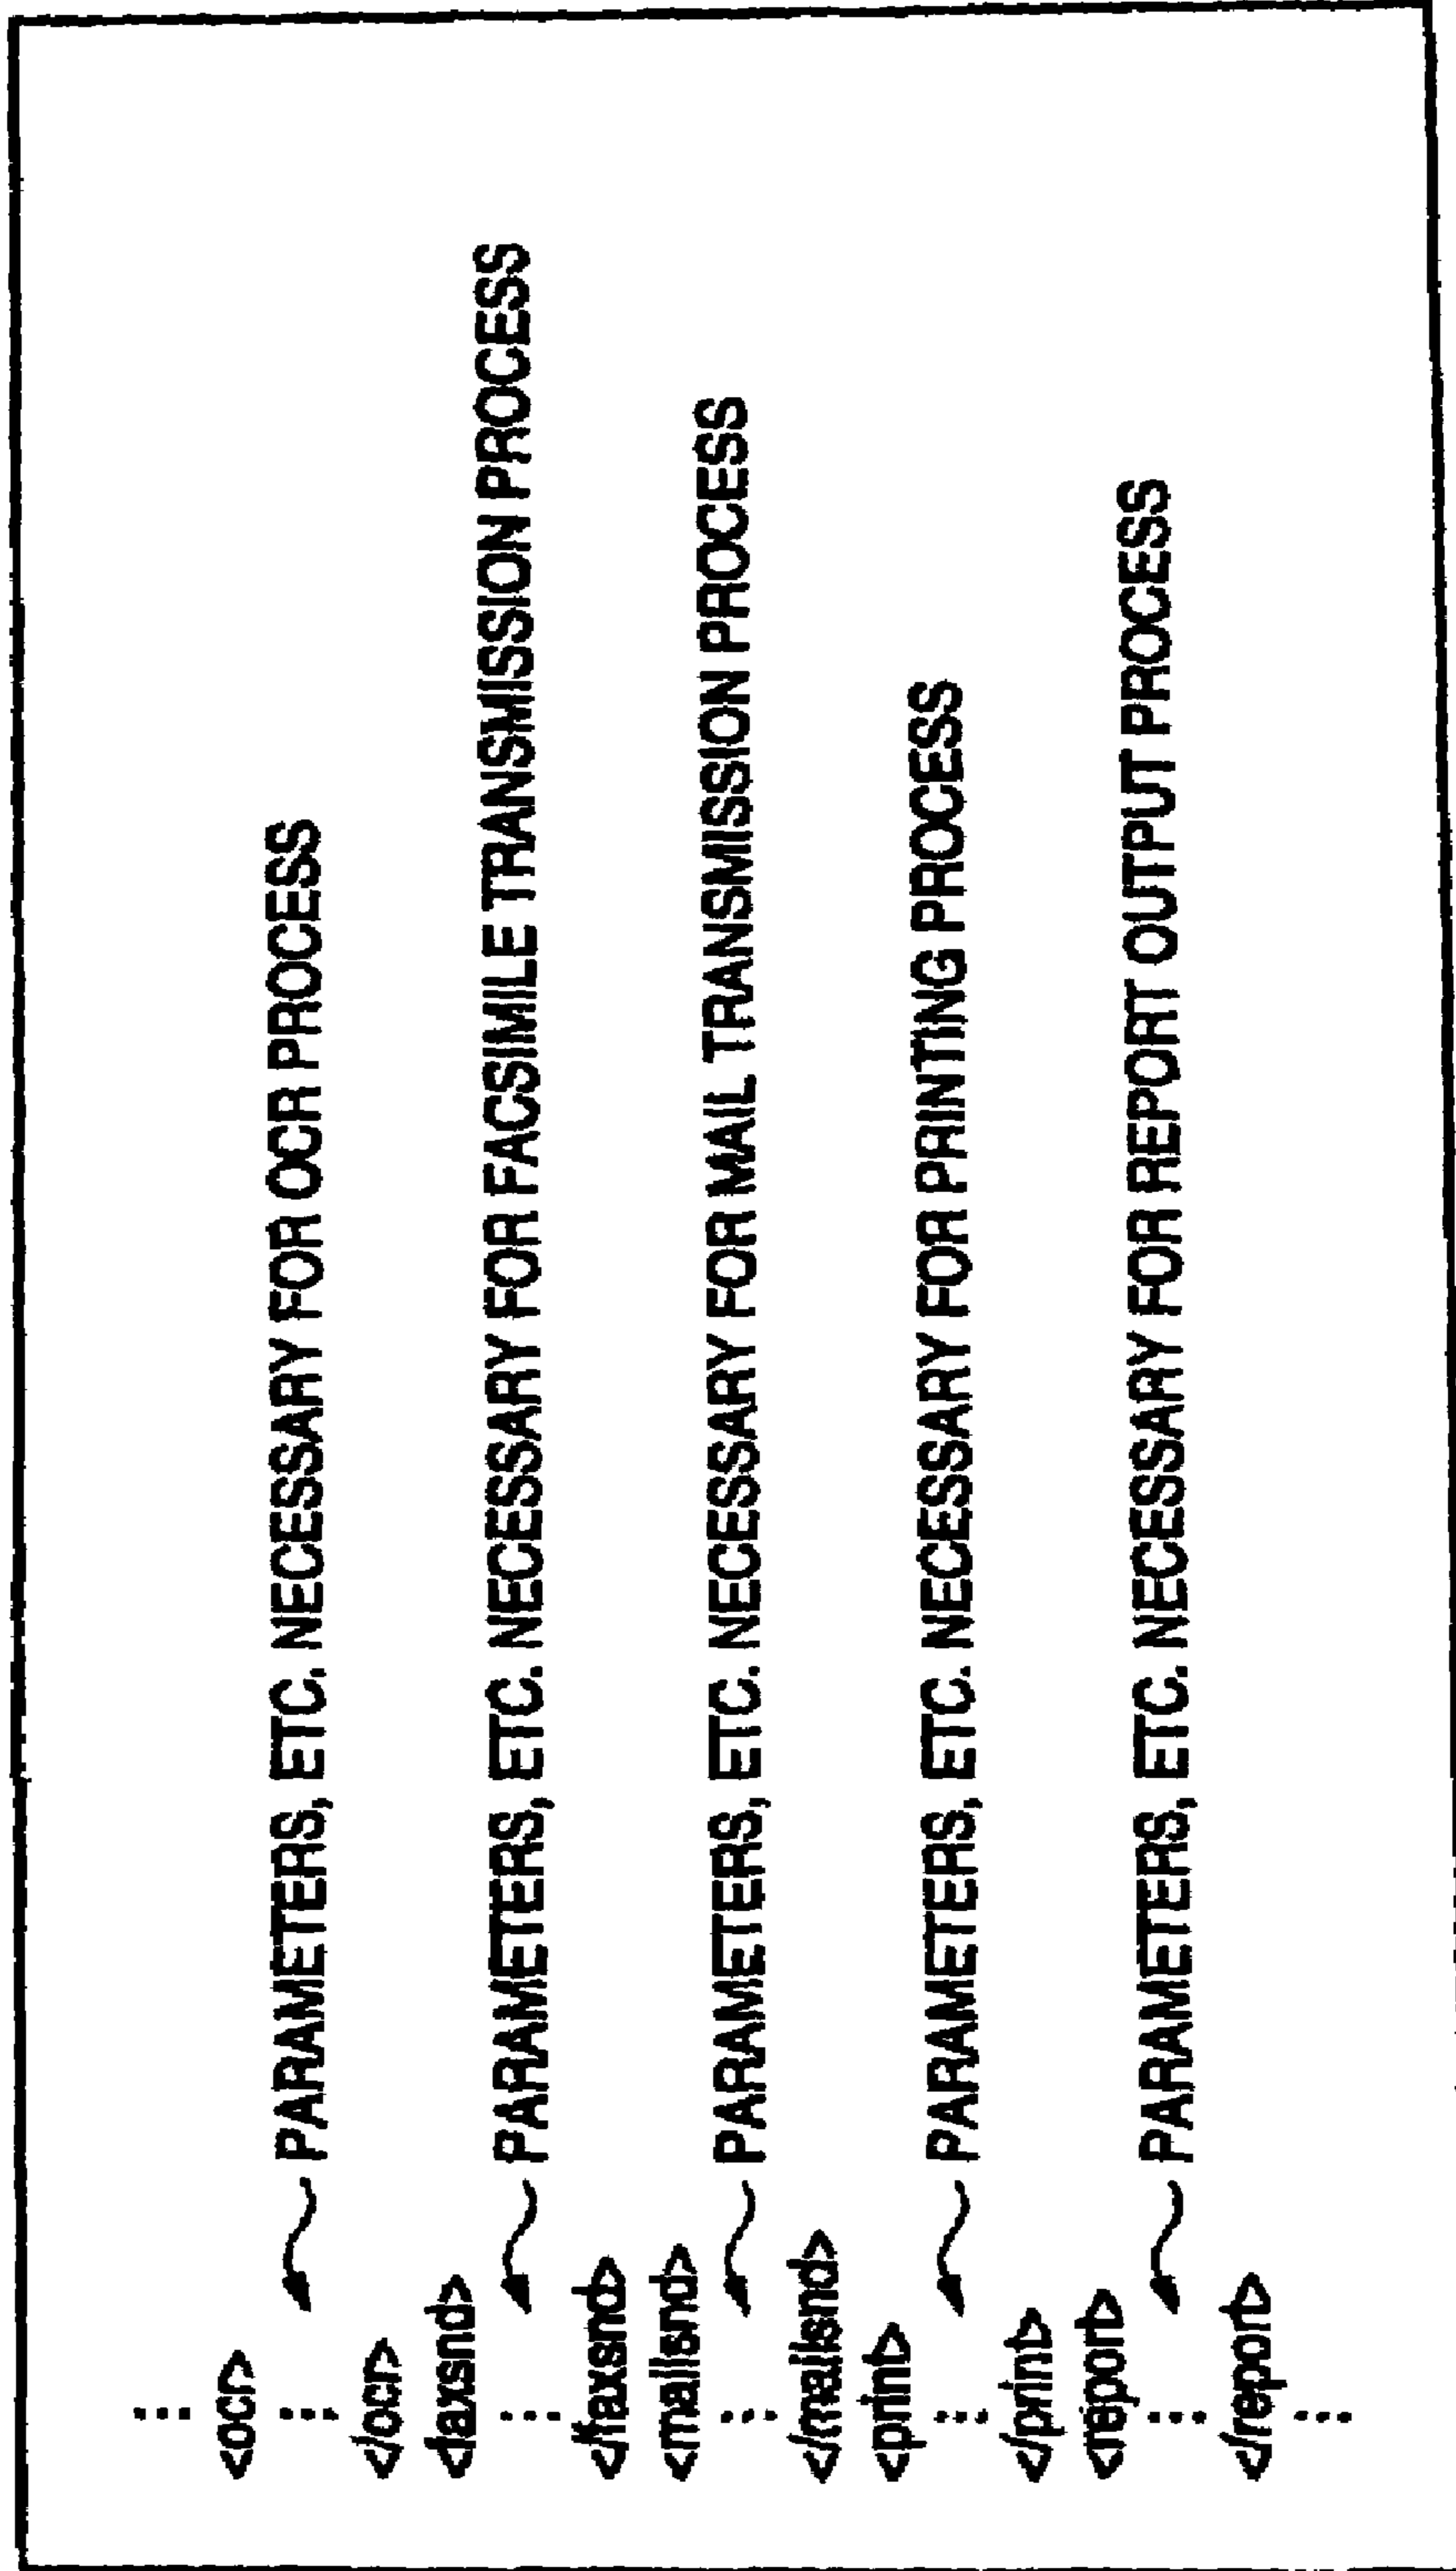 ⋮
<ocr>
⋮ PARAMETERS, ETC. NECESSARY FOR OCR PROCESS
</ocr>
<faxsnd>
⋮ PARAMETERS, ETC. NECESSARY FOR FACSIMILE TRANSMISSION PROCESS
</faxsnd>
<mailsnd>
⋮ PARAMETERS, ETC. NECESSARY FOR MAIL TRANSMISSION PROCESS
</mailsnd>
<print>
⋮ PARAMETERS, ETC. NECESSARY FOR PRINTING PROCESS
</print>
<report>
⋮ PARAMETERS, ETC. NECESSARY FOR REPORT OUTPUT PROCESS
</report>
⋮